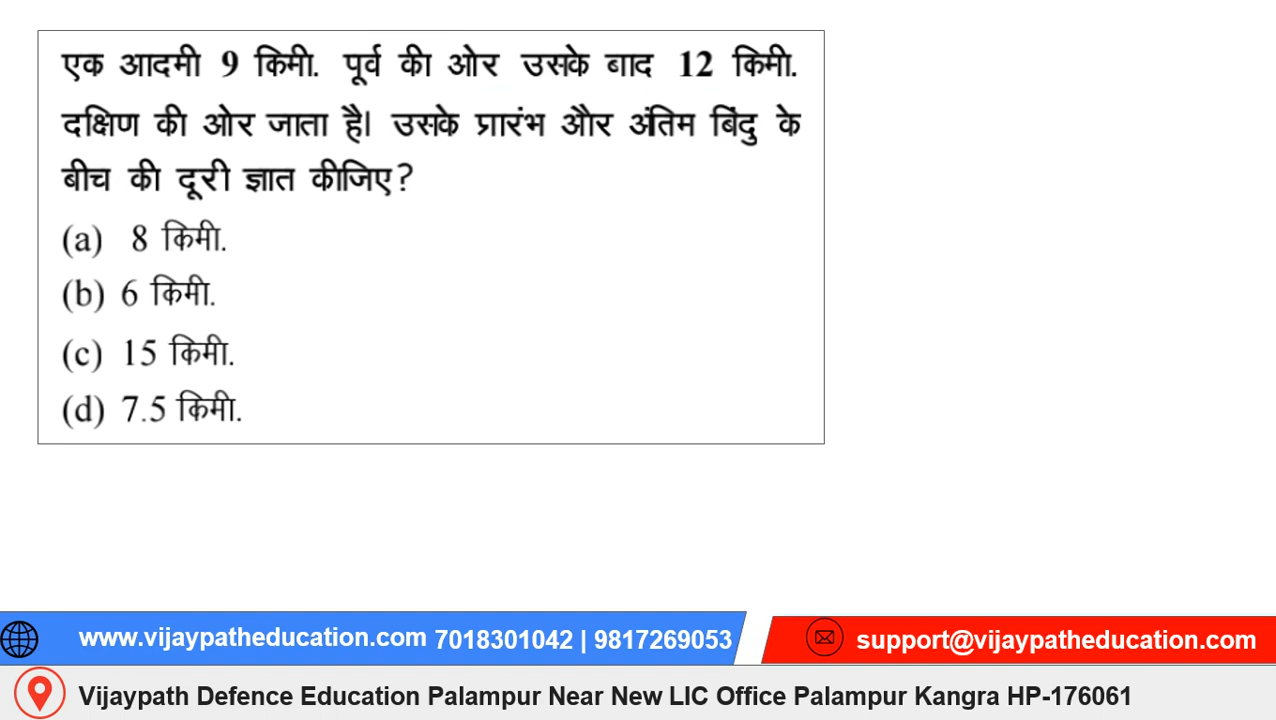 एक आदमी 9 किमी. पूर्व की ओर उसके बाद 12 किमी.
दक्षिण की ओर जाता है। उसके प्रारंभ और अंतिम बिंदु के
बीच की दूरी ज्ञात कीजिए?
(a) 8 किमी.
(b) 6 किमी.
(c) 15 किमी.
(d) 7.5 किमी.
www.vijaypatheducation.com 7018301042 | 9817269053
support@vijaypatheducation.com
Vijaypath Defence Education Palampur Near New LIC Office Palampur Kangra HP-176061